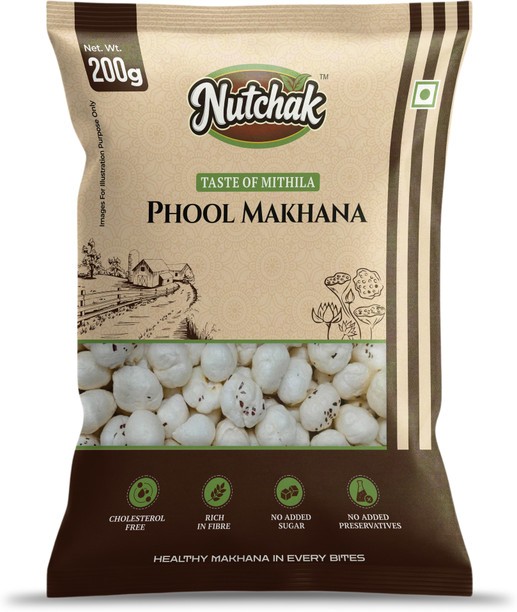 Net. Wt.
200g
Nutchak
TM
Images For Illustration Purpose Only
TASTE OF MITHILA
PHOOL MAKHANA
CHOLESTEROL
FREE
RICH
IN FIBRE
NO ADDED
SUGAR
NO ADDED
PRESERVATIVES
HEALTHY MAKHANA IN EVERY BITES